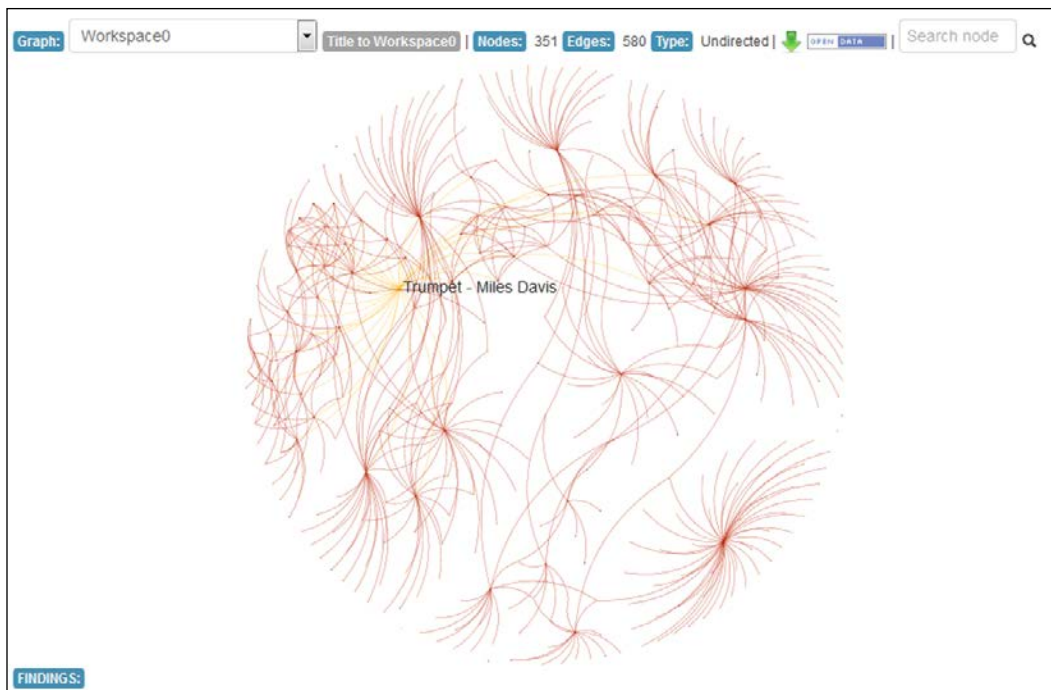 Graph: Workspace0 Title to Workspace0 | Nodes: 351 Edges: 580 Type: Undirected | OPEN DATA | Search node
Trumpet - Miles Davis
FINDINGS: